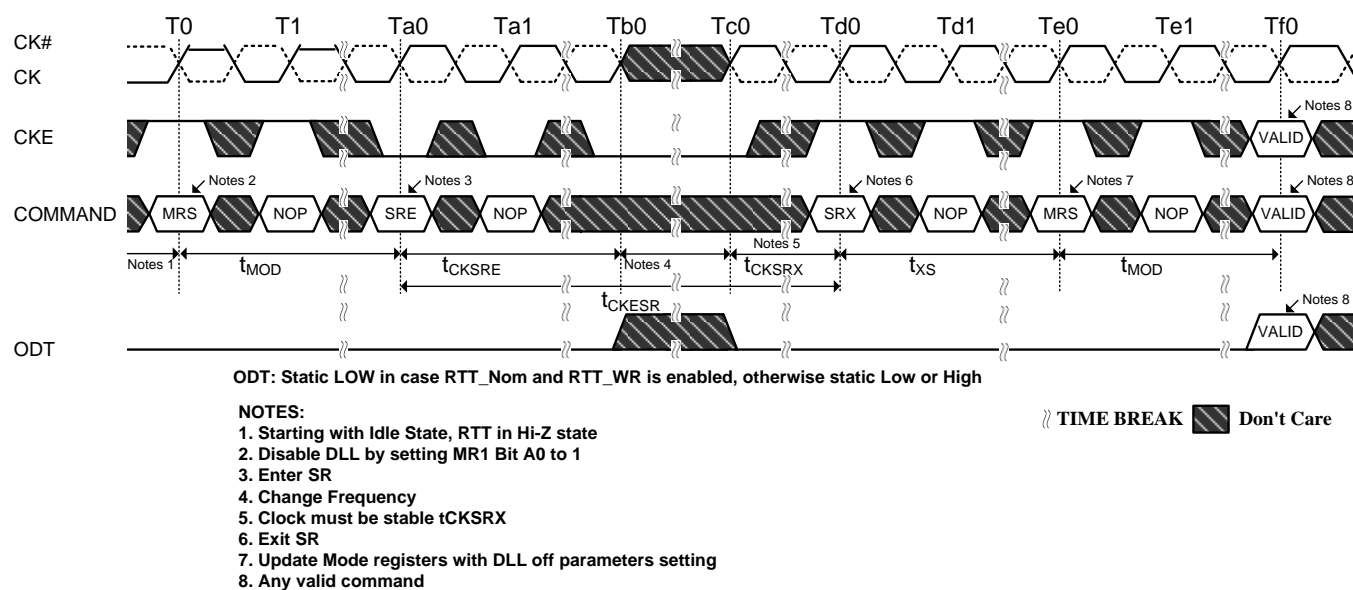 T0 T1 Ta0 Ta1 Tb0 Tc0 Td0 Td1 Te0 Te1 Tf0
CK#
CK
Notes 8
CKE VALID
Notes 2 Notes 3 Notes 6 Notes 7 Notes 8
COMMAND MRS NOP SRE NOP SRX NOP MRS NOP VALID
Notes 5
Notes 1 tMOD tCKSRE Notes 4 tCKSRX tXS tMOD
tCKESR
Notes 8
VALID
ODT
ODT: Static LOW in case RTT_Nom and RTT_WR is enabled, otherwise static Low or High
NOTES:
1. Starting with Idle State, RTT in Hi-Z state
2. Disable DLL by setting MR1 Bit A0 to 1
3. Enter SR
4. Change Frequency
5. Clock must be stable tCKSRX
6. Exit SR
7. Update Mode registers with DLL off parameters setting
8. Any valid command
TIME BREAK Don't Care